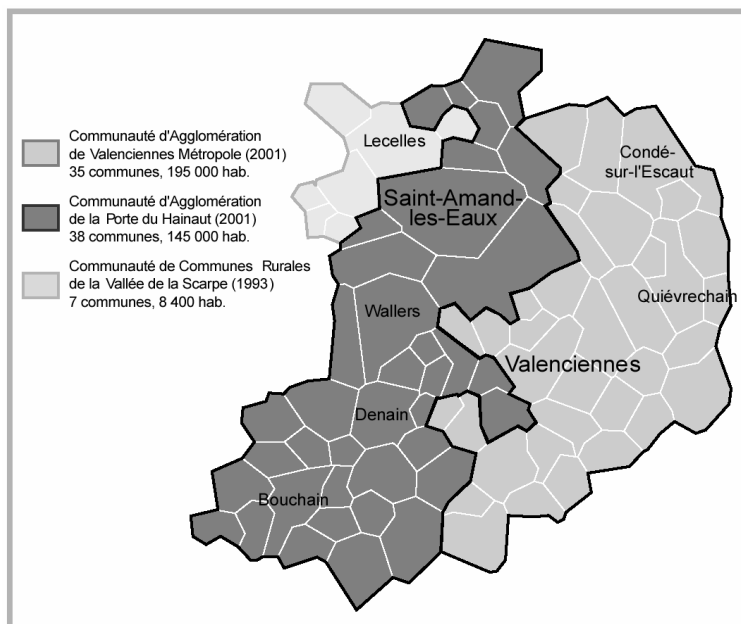 Communauté d'Agglomération
de Valenciennes Métropole (2001)
35 communes, 195 000 hab.
Communauté d'Agglomération
de la Porte du Hainaut (2001)
38 communes, 145 000 hab.
Communauté de Communes Rurales
de la Vallée de la Scarpe (1993)
7 communes, 8 400 hab.
Lecelles
Condé-
sur-l'Escaut
Saint-Amand-
les-Eaux
Quiévrechain
Wallers
Valenciennes
Denain
Bouchain